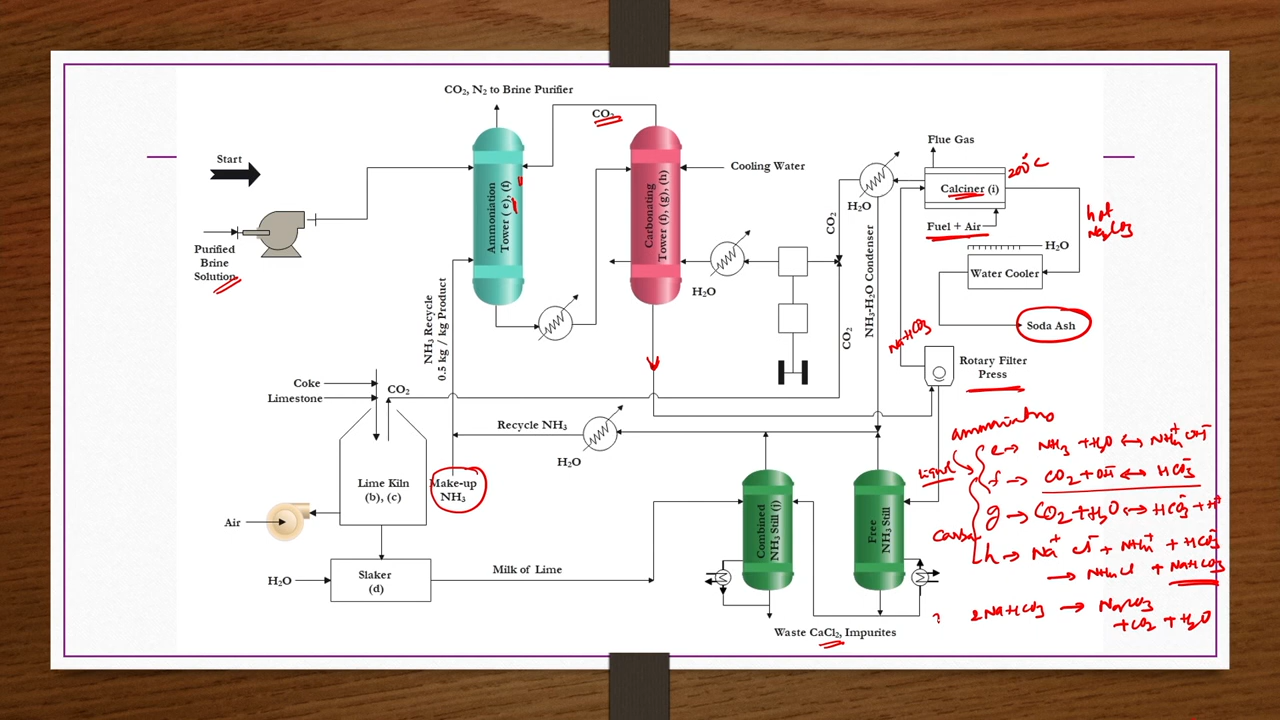 CO₂, N₂ to Brine Purifier
CO₂
Start
Purified
Brine
Solution
Ammoniation
Tower (e), (f)
Carbonating
Tower (f), (g), (h)
Cooling Water
Flue Gas
200°C
Calciner (i)
Fuel + Air
H₂O
hot
Na₂CO₃
H₂O
Water Cooler
Soda Ash
CO₂
H₂O
CO₂
NH3-H2O Condenser
NaHCO₃
Rotary Filter
Press
NH3 Recycle
0.5 kg / kg Product
Coke
Limestone
CO₂
Recycle NH₃
H₂O
Make-up
NH₃
Lime Kiln
(b), (c)
Air
H₂O
Slaker
(d)
Milk of Lime
Combined
NH₃ Still (j)
Free
NH₃ Still
Waste CaCl₂, Impurites
liquid
e → NH₃ + H₂O ↔ NH₄⁺ OH⁻
f → CO₂ + OH⁻ ↔ HCO₃⁻
g → CO₂ + H₂O ↔ HCO₃⁻ + H⁺
h → Na⁺ Cl⁻ + NH₄⁺ + HCO₃⁻
→ NH₄Cl + NaHCO₃
? 2NaHCO₃ → Na₂CO₃
+ CO₂ + H₂O